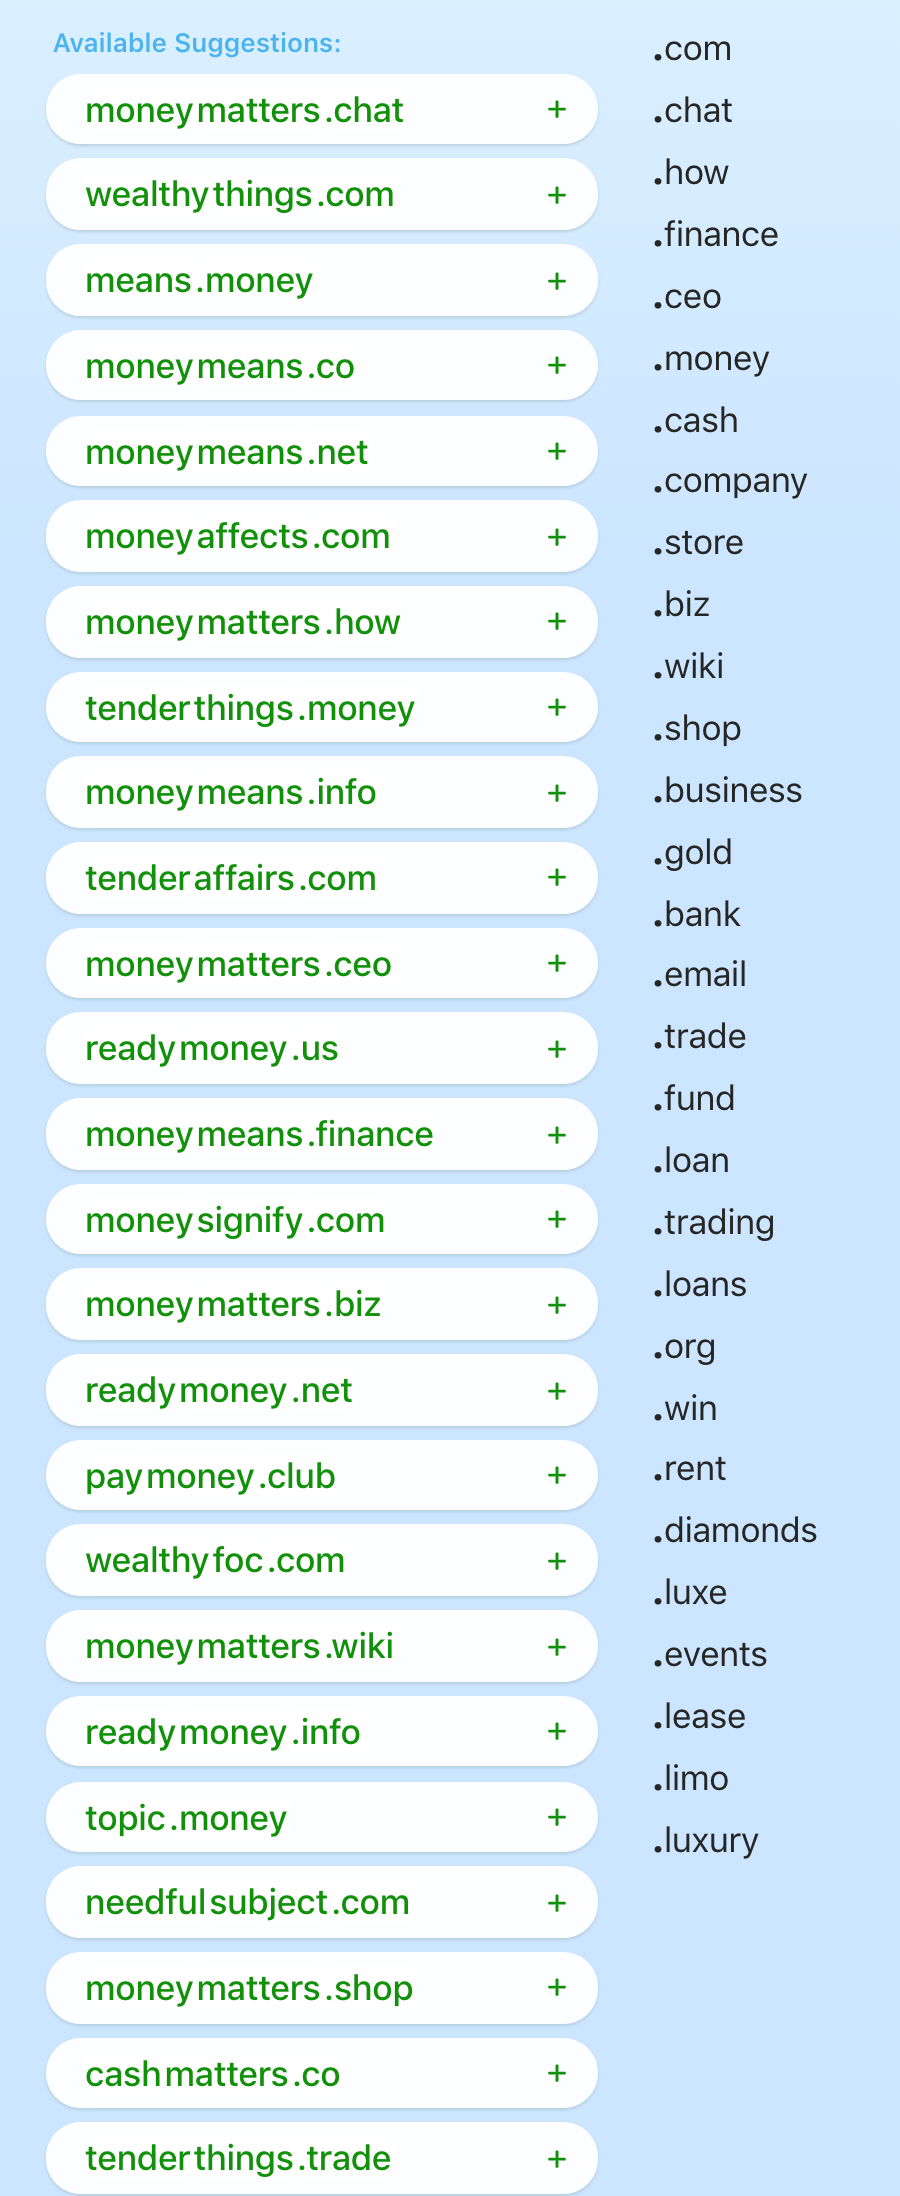 Available Suggestions:
moneymatters.chat +
wealthythings.com +
means.money +
moneymeans.co +
moneymeans.net +
moneyaffects.com +
moneymatters.how +
tenderthings.money +
moneymeans.info +
tenderaffairs.com +
moneymatters.ceo +
readymoney.us +
moneymeans.finance +
moneysignify.com +
moneymatters.biz +
readymoney.net +
paymoney.club +
wealthyfoc.com +
moneymatters.wiki +
readymoney.info +
topic.money +
needfulsubject.com +
moneymatters.shop +
cashmatters.co +
tenderthings.trade +
.com
.chat
.how
.finance
.ceo
.money
.cash
.company
.store
.biz
.wiki
.shop
.business
.gold
.bank
.email
.trade
.fund
.loan
.trading
.loans
.org
.win
.rent
.diamonds
.luxe
.events
.lease
.limo
.luxury